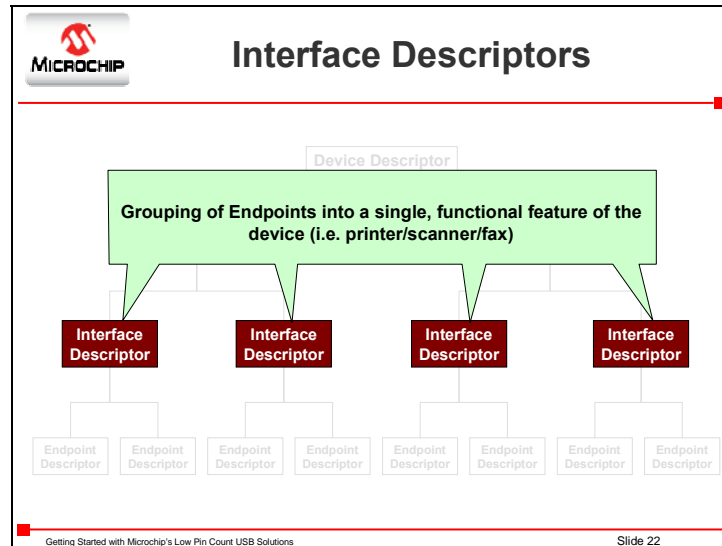 MICROCHIP
Interface Descriptors
Device Descriptor
Grouping of Endpoints into a single, functional feature of the
device (i.e. printer/scanner/fax)
Interface
Descriptor
Interface
Descriptor
Interface
Descriptor
Interface
Descriptor
Endpoint
Descriptor
Endpoint
Descriptor
Endpoint
Descriptor
Endpoint
Descriptor
Endpoint
Descriptor
Endpoint
Descriptor
Endpoint
Descriptor
Endpoint
Descriptor
Getting Started with Microchip's Low Pin Count USB Solutions
Slide 22